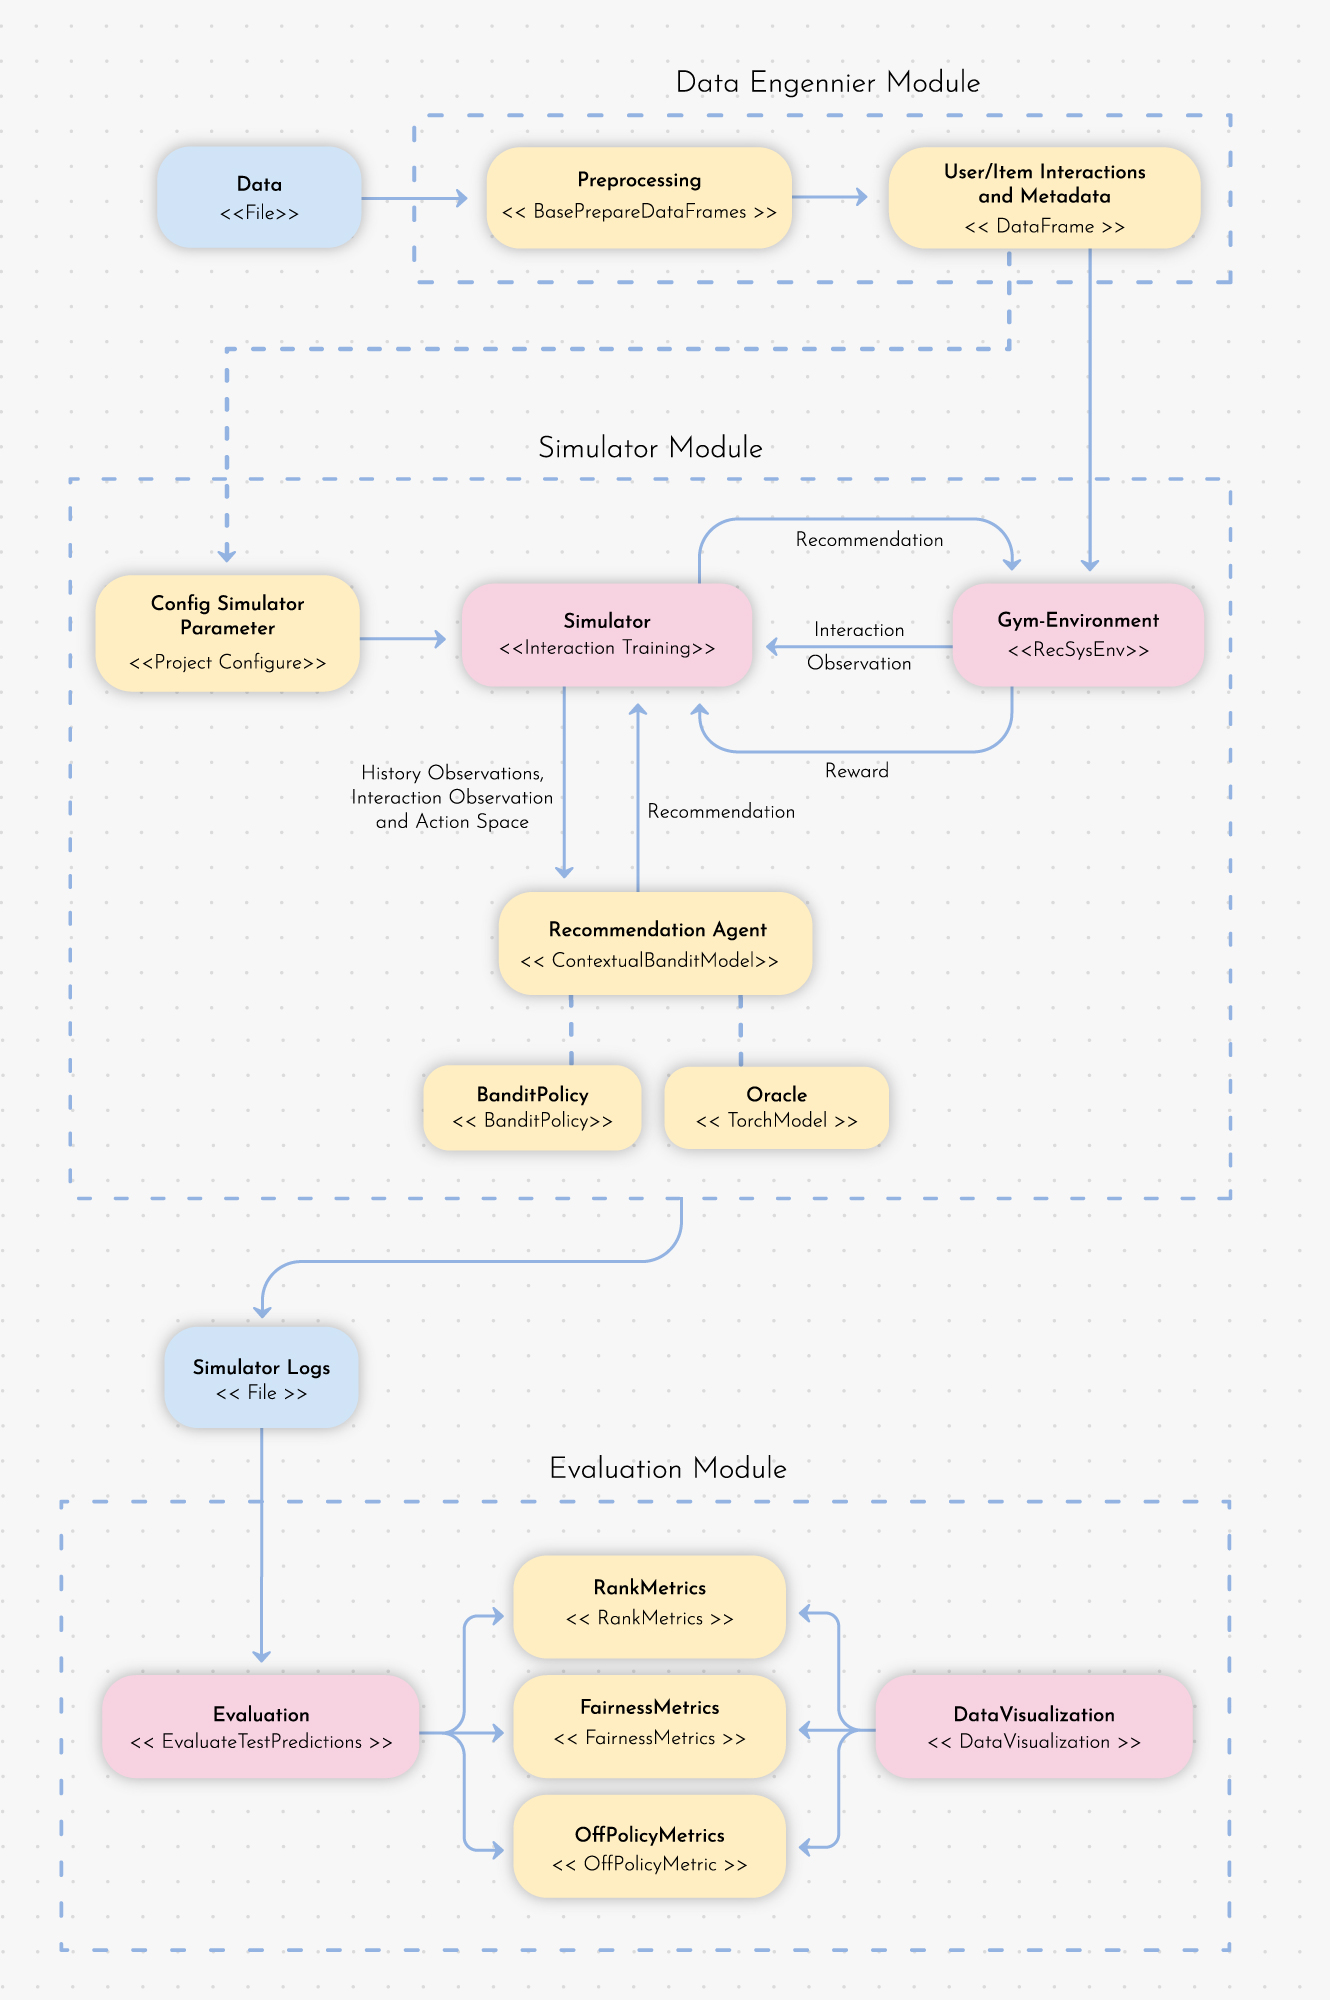 Data Engennier Module
Data
<<File>>
Preprocessing
<< BasePrepareDataFrames >>
User/Item Interactions
and Metadada
<< DataFrame >>
Simulator Module
Recommendation
Config Simulator
Parameter
<<Project Configure>>
Simulator
<<Interaction Training>>
Interaction
Observation
Gym-Environment
<<RecSysEnv>>
Reward
History Observations,
Interaction Observation
and Action Space
Recommendation
Recommendation Agent
<< ContextualBanditModel>>
BanditPolicy
<< BanditPolicy>>
Oracle
<< TorchModel >>
Simulator Logs
<< File >>
Evaluation Module
RankMetrics
<< RankMetrics >>
Evaluation
<< EvaluateTestPredictions >>
FairnessMetrics
<< FairnessMetrics >>
DataVisualization
<< DataVisualization >>
OffPolicyMetrics
<< OffPolicyMetric >>